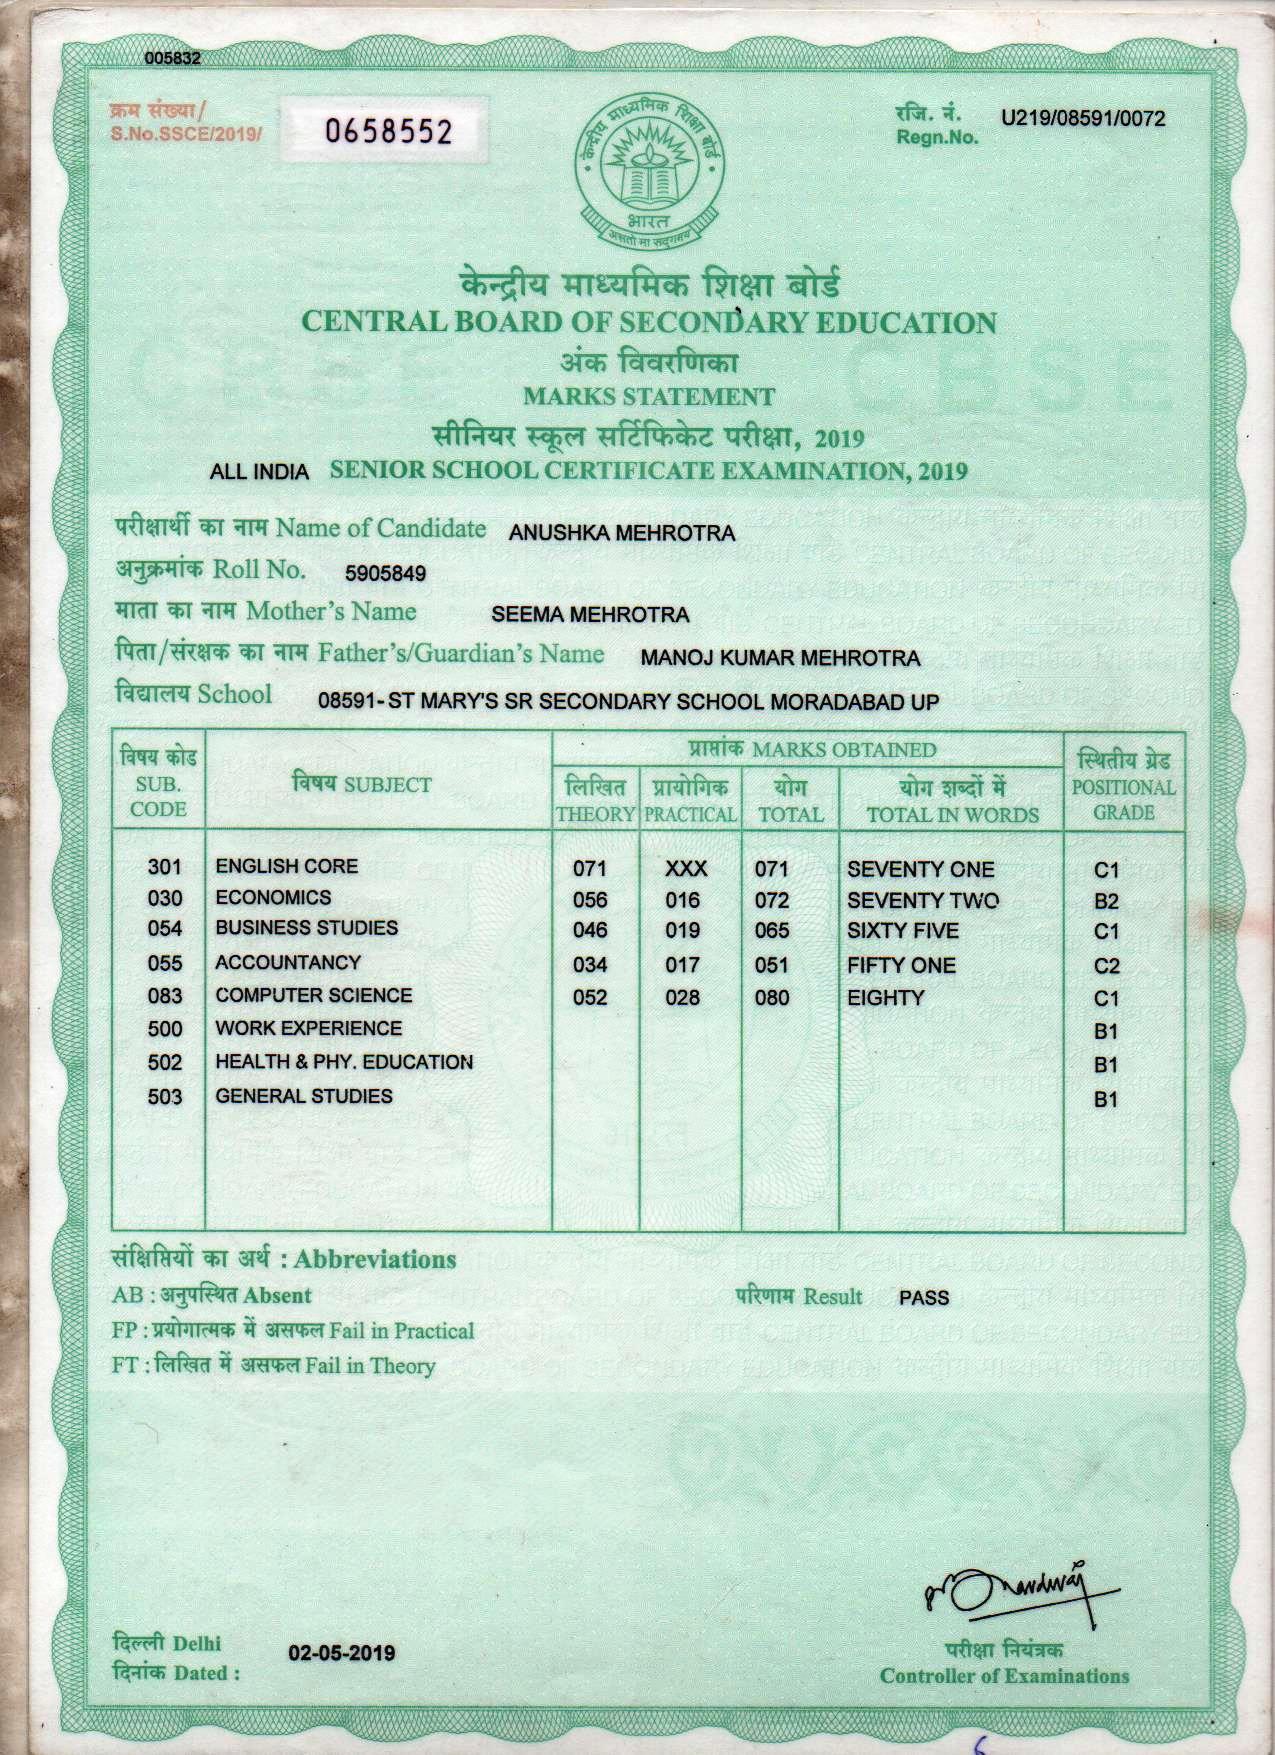 005832
क्रम संख्या/
S.No.SSCE/2019/ 0658552
रजि. नं. U219/08591/0072
Regn.No.
केन्द्रीय माध्यमिक शिक्षा बोर्ड
भारत
असतो मा सद्गमय
केन्द्रीय माध्यमिक शिक्षा बोर्ड
CENTRAL BOARD OF SECONDARY EDUCATION
अंक विवरणिका
MARKS STATEMENT
सीनियर स्कूल सर्टिफिकेट परीक्षा, 2019
ALL INDIA SENIOR SCHOOL CERTIFICATE EXAMINATION, 2019
परीक्षार्थी का नाम Name of Candidate ANUSHKA MEHROTRA
अनुक्रमांक Roll No. 5905849
माता का नाम Mother's Name SEEMA MEHROTRA
पिता/संरक्षक का नाम Father's/Guardian's Name MANOJ KUMAR MEHROTRA
विद्यालय School 08591-ST MARY'S SR SECONDARY SCHOOL MORADABAD UP
विषय कोड SUB. CODE
विषय SUBJECT
प्राप्तांक MARKS OBTAINED
लिखित THEORY
प्रायोगिक PRACTICAL
योग TOTAL
योग शब्दों में TOTAL IN WORDS
स्थितीय ग्रेड POSITIONAL GRADE
301 ENGLISH CORE 071 XXX 071 SEVENTY ONE C1
030 ECONOMICS 056 016 072 SEVENTY TWO B2
054 BUSINESS STUDIES 046 019 065 SIXTY FIVE C1
055 ACCOUNTANCY 034 017 051 FIFTY ONE C2
083 COMPUTER SCIENCE 052 028 080 EIGHTY C1
500 WORK EXPERIENCE B1
502 HEALTH & PHY. EDUCATION B1
503 GENERAL STUDIES B1
संक्षिप्तियों का अर्थ : Abbreviations
AB : अनुपस्थित Absent
परिणाम Result PASS
FP : प्रयोगात्मक में असफल Fail in Practical
FT : लिखित में असफल Fail in Theory
दिल्ली Delhi
दिनांक Dated : 02-05-2019
परीक्षा नियंत्रक
Controller of Examinations